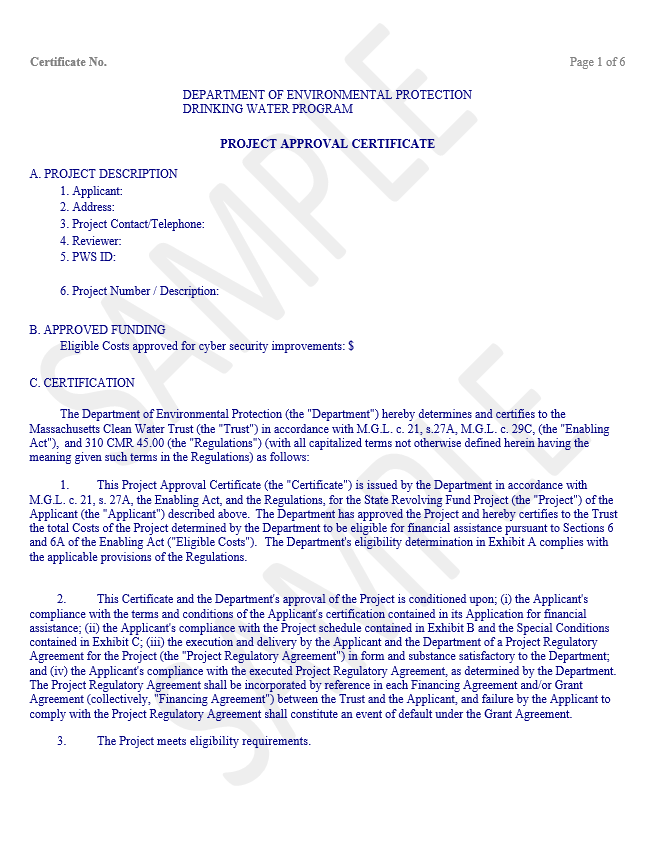 Certificate No.
Page 1 of 6
DEPARTMENT OF ENVIRONMENTAL PROTECTION
DRINKING WATER PROGRAM
PROJECT APPROVAL CERTIFICATE
A. PROJECT DESCRIPTION
1. Applicant:
2. Address:
3. Project Contact/Telephone:
4. Reviewer:
5. PWS ID:
6. Project Number / Description:
B. APPROVED FUNDING
Eligible Costs approved for cyber security improvements: $
C. CERTIFICATION
The Department of Environmental Protection (the "Department") hereby determines and certifies to the
Massachusetts Clean Water Trust (the "Trust") in accordance with M.G.L. c. 21, s.27A, M.G.L. c. 29C, (the "Enabling
Act"), and 310 CMR 45.00 (the "Regulations") (with all capitalized terms not otherwise defined herein having the
meaning given such terms in the Regulations) as follows:
1. This Project Approval Certificate (the "Certificate") is issued by the Department in accordance with
M.G.L. c. 21, s. 27A, the Enabling Act, and the Regulations, for the State Revolving Fund Project (the "Project") of the
Applicant (the "Applicant") described above. The Department has approved the Project and hereby certifies to the Trust
the total Costs of the Project determined by the Department to be eligible for financial assistance pursuant to Sections 6
and 6A of the Enabling Act ("Eligible Costs"). The Department's eligibility determination in Exhibit A complies with
the applicable provisions of the Regulations.
2. This Certificate and the Department's approval of the Project is conditioned upon; (i) the Applicant's
compliance with the terms and conditions of the Applicant's certification contained in its Application for financial
assistance; (ii) the Applicant's compliance with the Project schedule contained in Exhibit B and the Special Conditions
contained in Exhibit C; (iii) the execution and delivery by the Applicant and the Department of a Project Regulatory
Agreement for the Project (the "Project Regulatory Agreement") in form and substance satisfactory to the Department;
and (iv) the Applicant's compliance with the executed Project Regulatory Agreement, as determined by the Department.
The Project Regulatory Agreement shall be incorporated by reference in each Financing Agreement and/or Grant
Agreement (collectively, "Financing Agreement") between the Trust and the Applicant, and failure by the Applicant to
comply with the Project Regulatory Agreement shall constitute an event of default under the Grant Agreement.
3. The Project meets eligibility requirements.
SAMPLE
SAMPLE